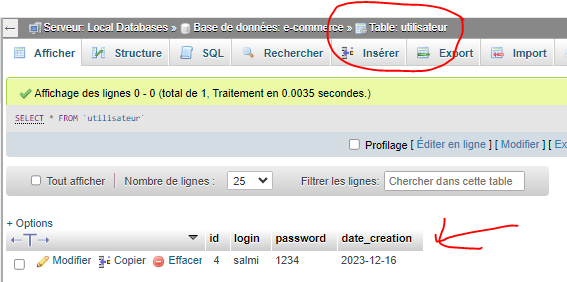 Serveur: Local Databases » Base de données: e-commerce » Table: utilisateur
Afficher Structure SQL Rechercher Insérer Export Import
Affichage des lignes 0 - 0 (total de 1, Traitement en 0.0035 secondes.)
SELECT * FROM `utilisateur`
Profilage [ Éditer en ligne ] [ Modifier ] [ Ex
Tout afficher Nombre de lignes : 25 Filtrer les lignes: Chercher dans cette table
+ Options
←T→ id login password date_creation
Modifier Copier Effacer 4 salmi 1234 2023-12-16